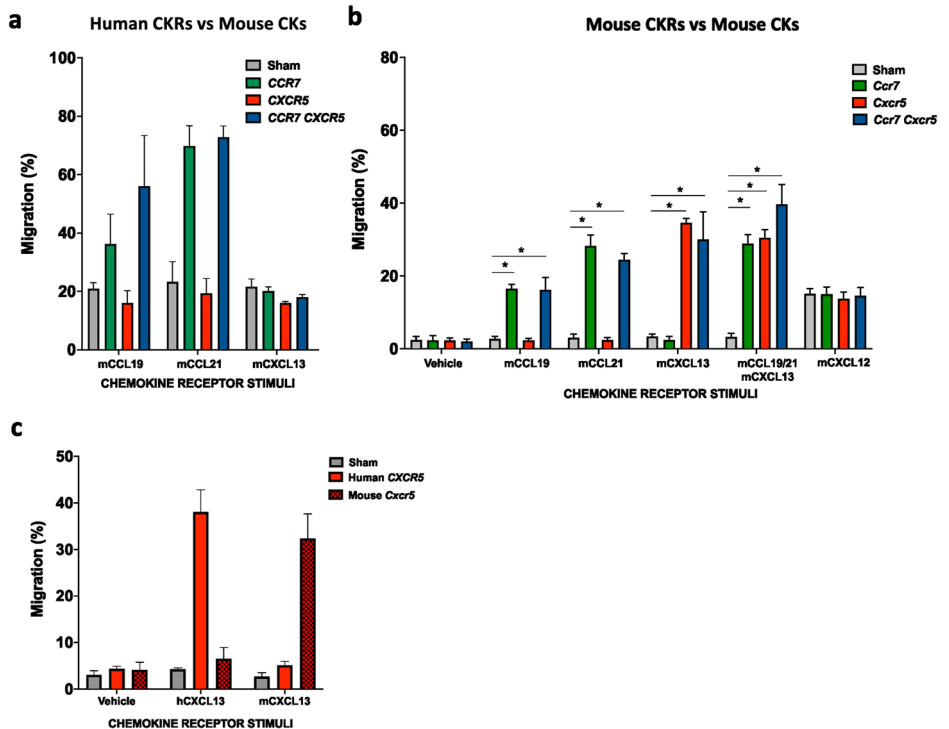 a
Human CKRs vs Mouse CKs
100
80
60
40
20
0
Migration (%)
Sham
CCR7
CXCR5
CCR7 CXCR5
mCCL19 mCCL21 mCXCL13
CHEMOKINE RECEPTOR STIMULI
b
Mouse CKRs vs Mouse CKs
80
60
40
20
0
Migration (%)
Sham
Ccr7
Cxcr5
Ccr7 Cxcr5
* * * * * * * * *
Vehicle mCCL19 mCCL21 mCXCL13 mCCL19/21 mCXCL12
mCXCL13
CHEMOKINE RECEPTOR STIMULI
c
50
40
30
20
10
0
Migration (%)
Sham
Human CXCR5
Mouse Cxcr5
Vehicle hCXCL13 mCXCL13
CHEMOKINE RECEPTOR STIMULI